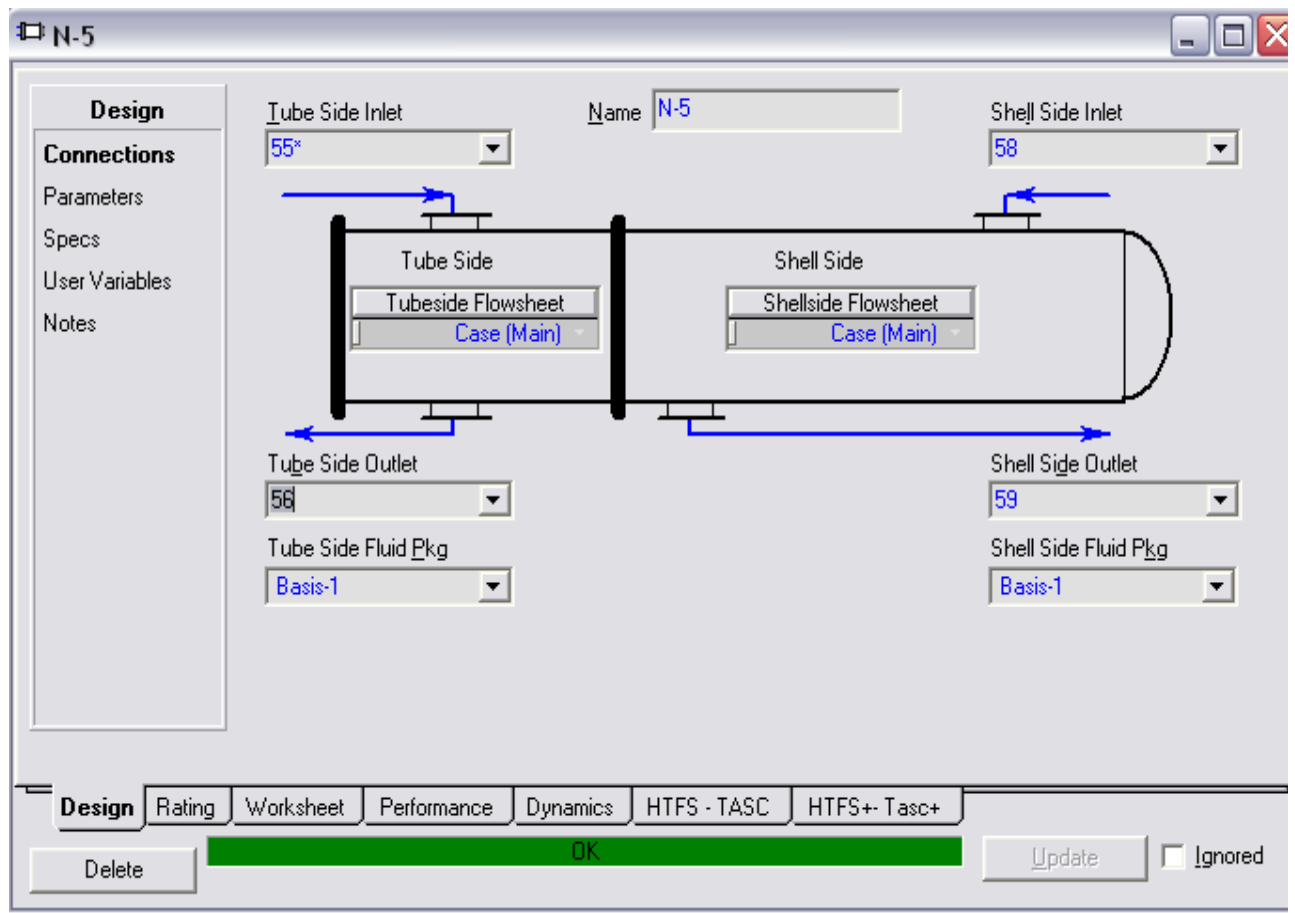 N-5
Design
Connections
Parameters
Specs
User Variables
Notes
Tube Side Inlet
55*
Name N-5
Shell Side Inlet
58
Tube Side
Tubeside Flowsheet
Case (Main)
Shell Side
Shellside Flowsheet
Case (Main)
Tube Side Outlet
56
Shell Side Outlet
59
Tube Side Fluid Pkg
Basis-1
Shell Side Fluid Pkg
Basis-1
Design Rating Worksheet Performance Dynamics HTFS - TASC HTFS+- Tasc+
Delete OK Update Ignored